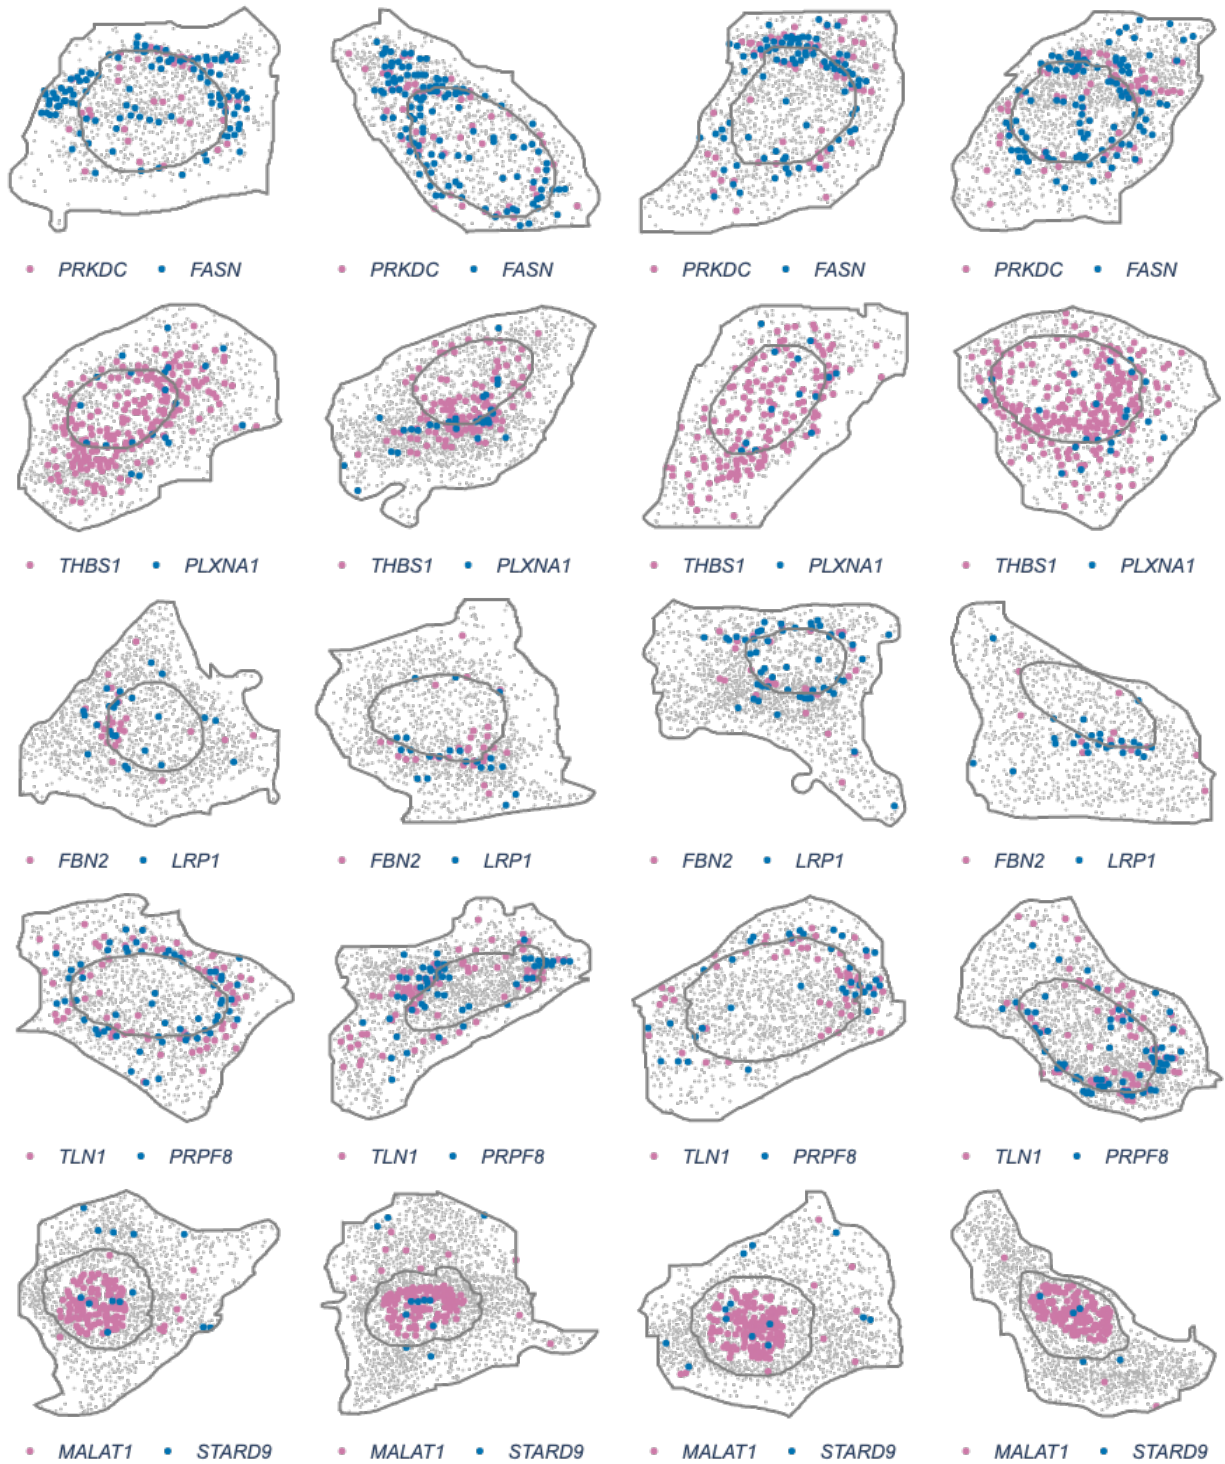 PRKDC FASN PRKDC FASN PRKDC FASN PRKDC FASN
THBS1 PLXNA1 THBS1 PLXNA1 THBS1 PLXNA1 THBS1 PLXNA1
FBN2 LRP1 FBN2 LRP1 FBN2 LRP1 FBN2 LRP1
TLN1 PRPF8 TLN1 PRPF8 TLN1 PRPF8 TLN1 PRPF8
MALAT1 STARD9 MALAT1 STARD9 MALAT1 STARD9 MALAT1 STARD9